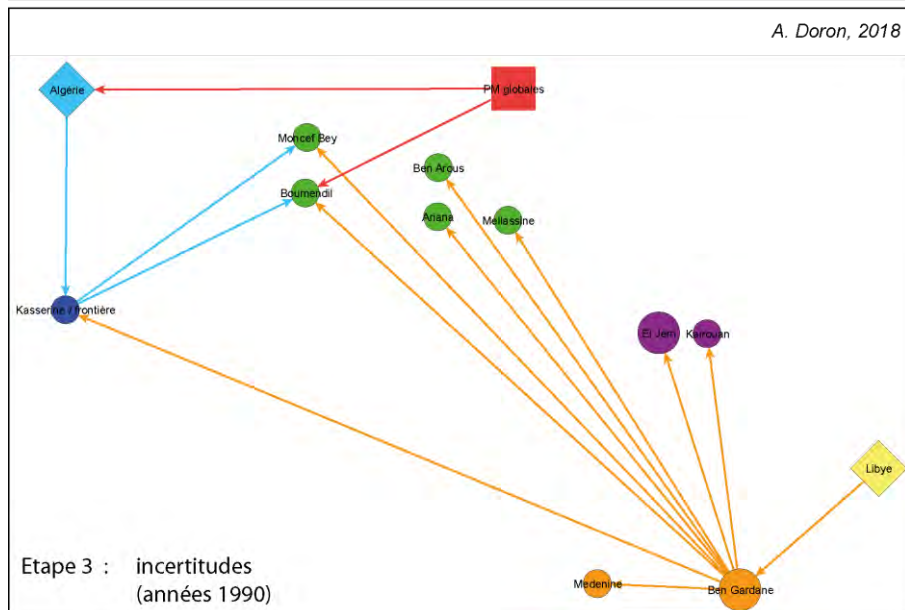 A. Doron, 2018
Algérie
PM globales
Moncef Bey
Ben Arous
Boumendil
Ariana
Mellassine
Kasserine / frontière
El Jem
Kairouan
Libye
Etape 3 : incertitudes
(années 1990)
Medenine
Ben Gardane